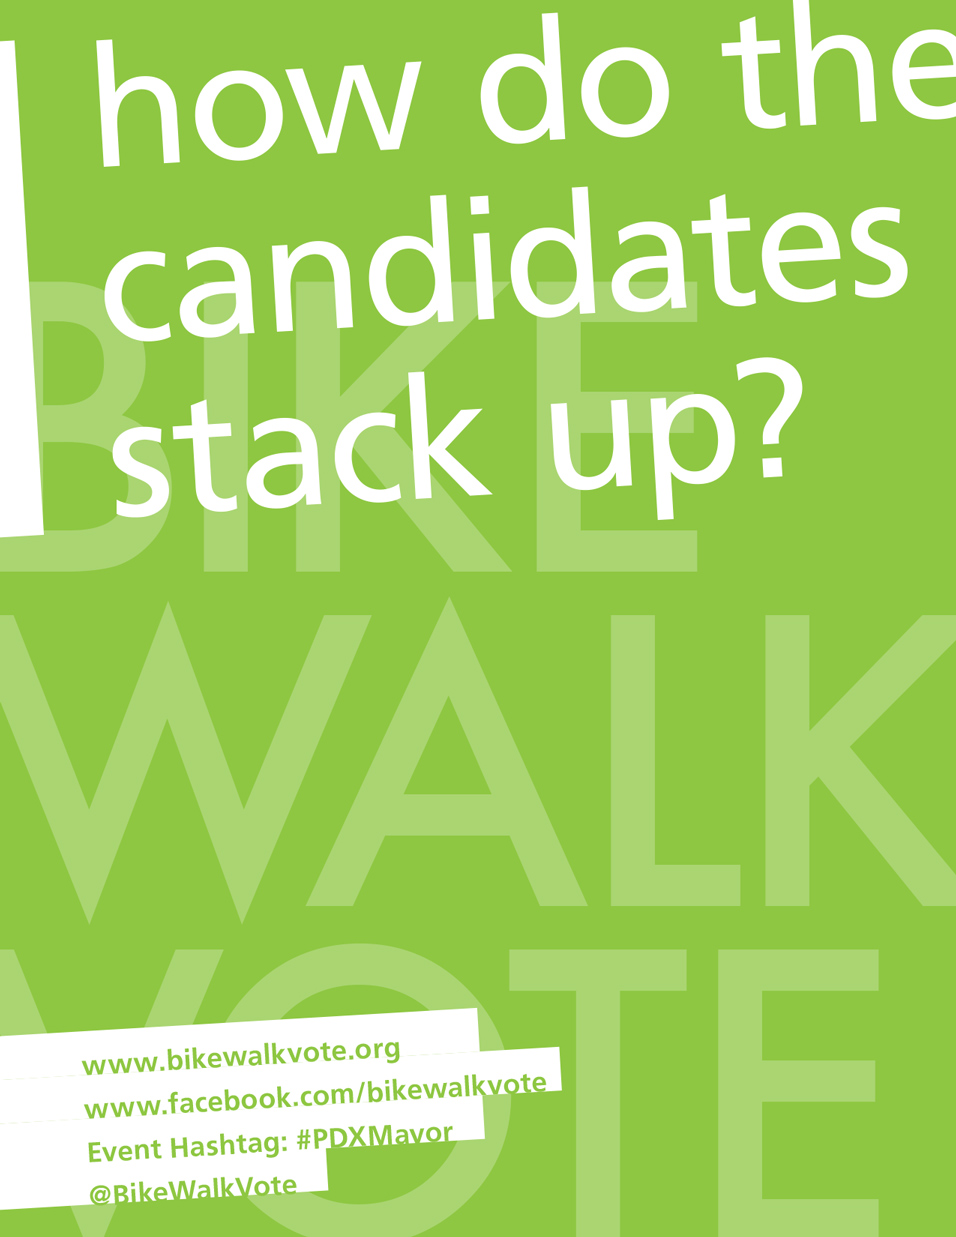 how do the
candidates
stack up?
BIKE
WALK
VOTE
www.bikewalkvote.org
www.facebook.com/bikewalkvote
Event Hashtag: #PDXMayor
@BikeWalkVote